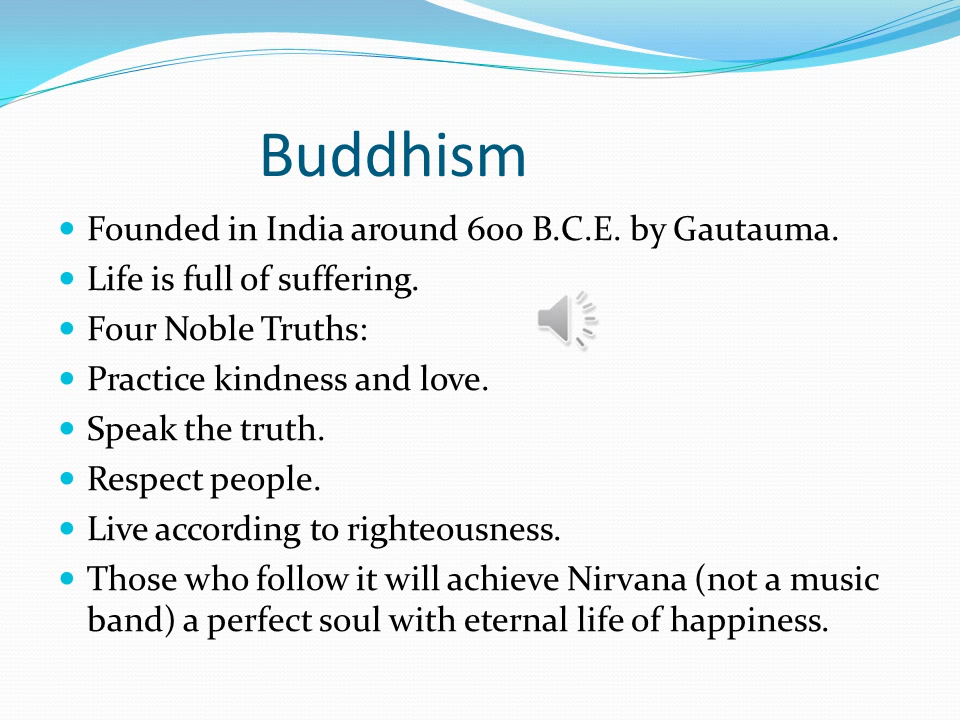 Buddhism
Founded in India around 600 B.C.E. by Gautauma.
Life is full of suffering.
Four Noble Truths:
Practice kindness and love.
Speak the truth.
Respect people.
Live according to righteousness.
Those who follow it will achieve Nirvana (not a music
band) a perfect soul with eternal life of happiness.